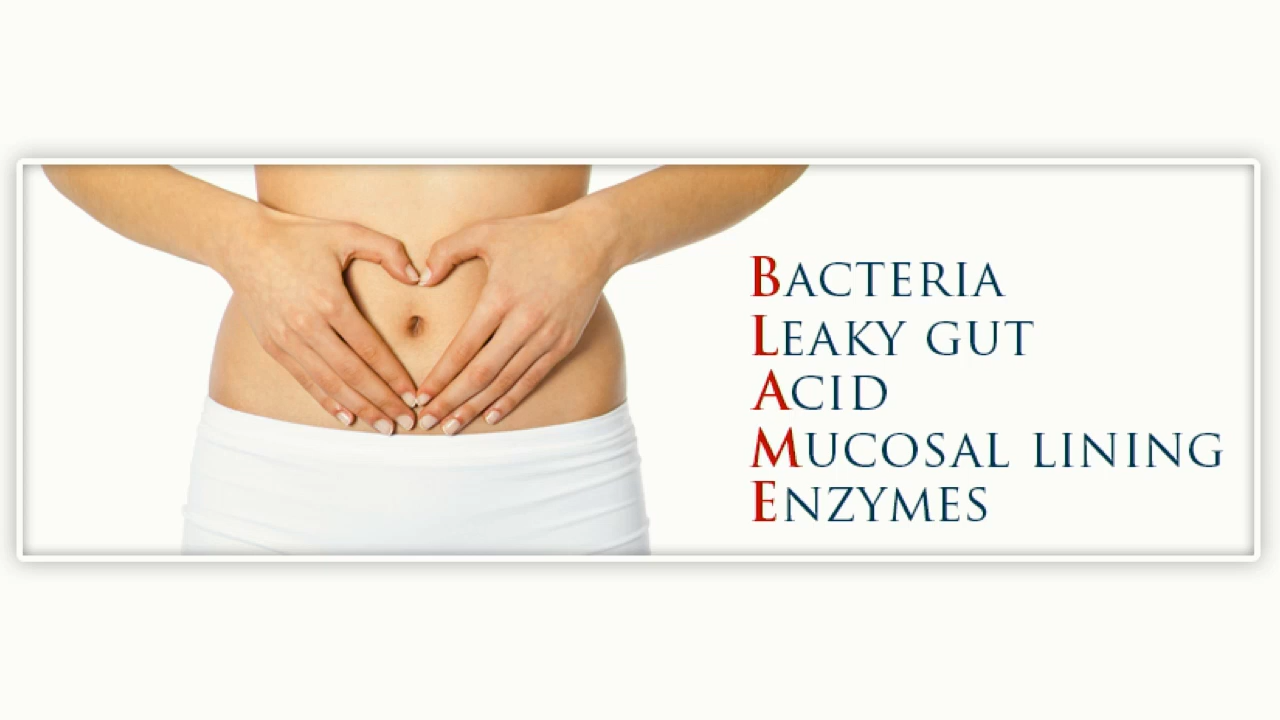 BACTERIA
LEAKY GUT
ACID
MUCOSAL LINING
ENZYMES